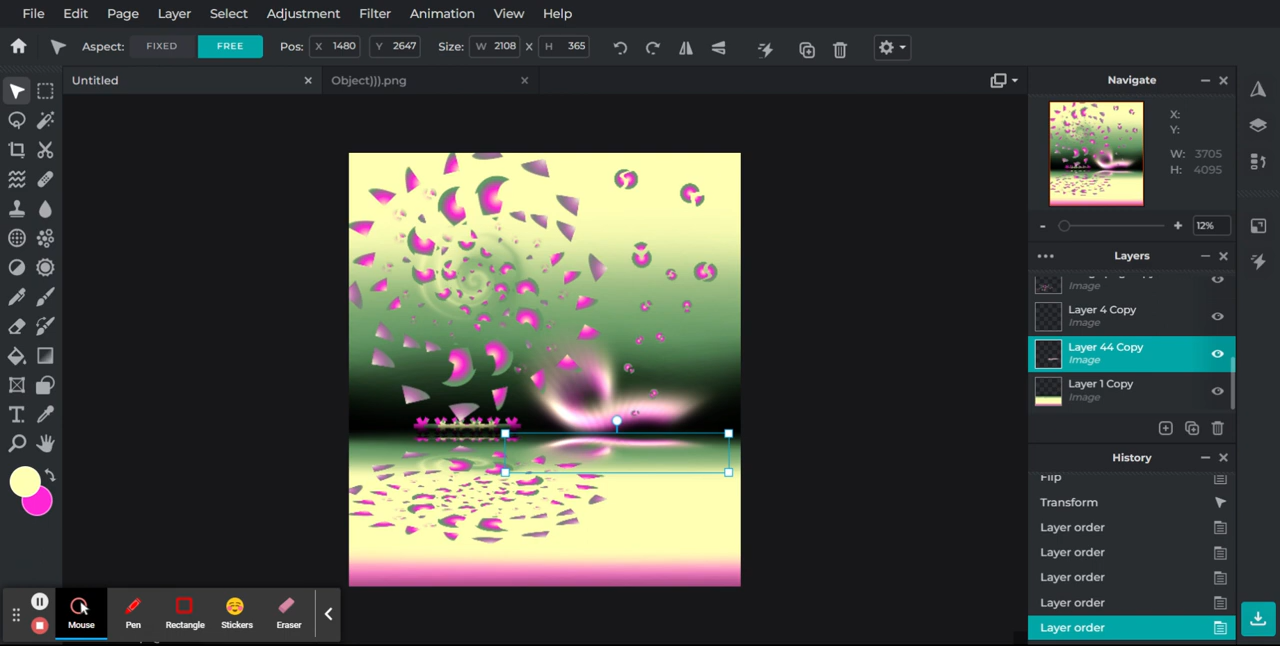 File Edit Page Layer Select Adjustment Filter Animation View Help
Aspect: FIXED FREE Pos: X 1480 Y 2647 Size: W 2108 X H 365
Untitled
Object))).png
Navigate
X:
Y:
W: 3705
H: 4095
- + 12%
Layers
Image
Layer 4 Copy
Image
Layer 44 Copy
Image
Layer 1 Copy
Image
History
Flip
Transform
Layer order
Layer order
Layer order
Layer order
Layer order
Mouse Pen Rectangle Stickers Eraser